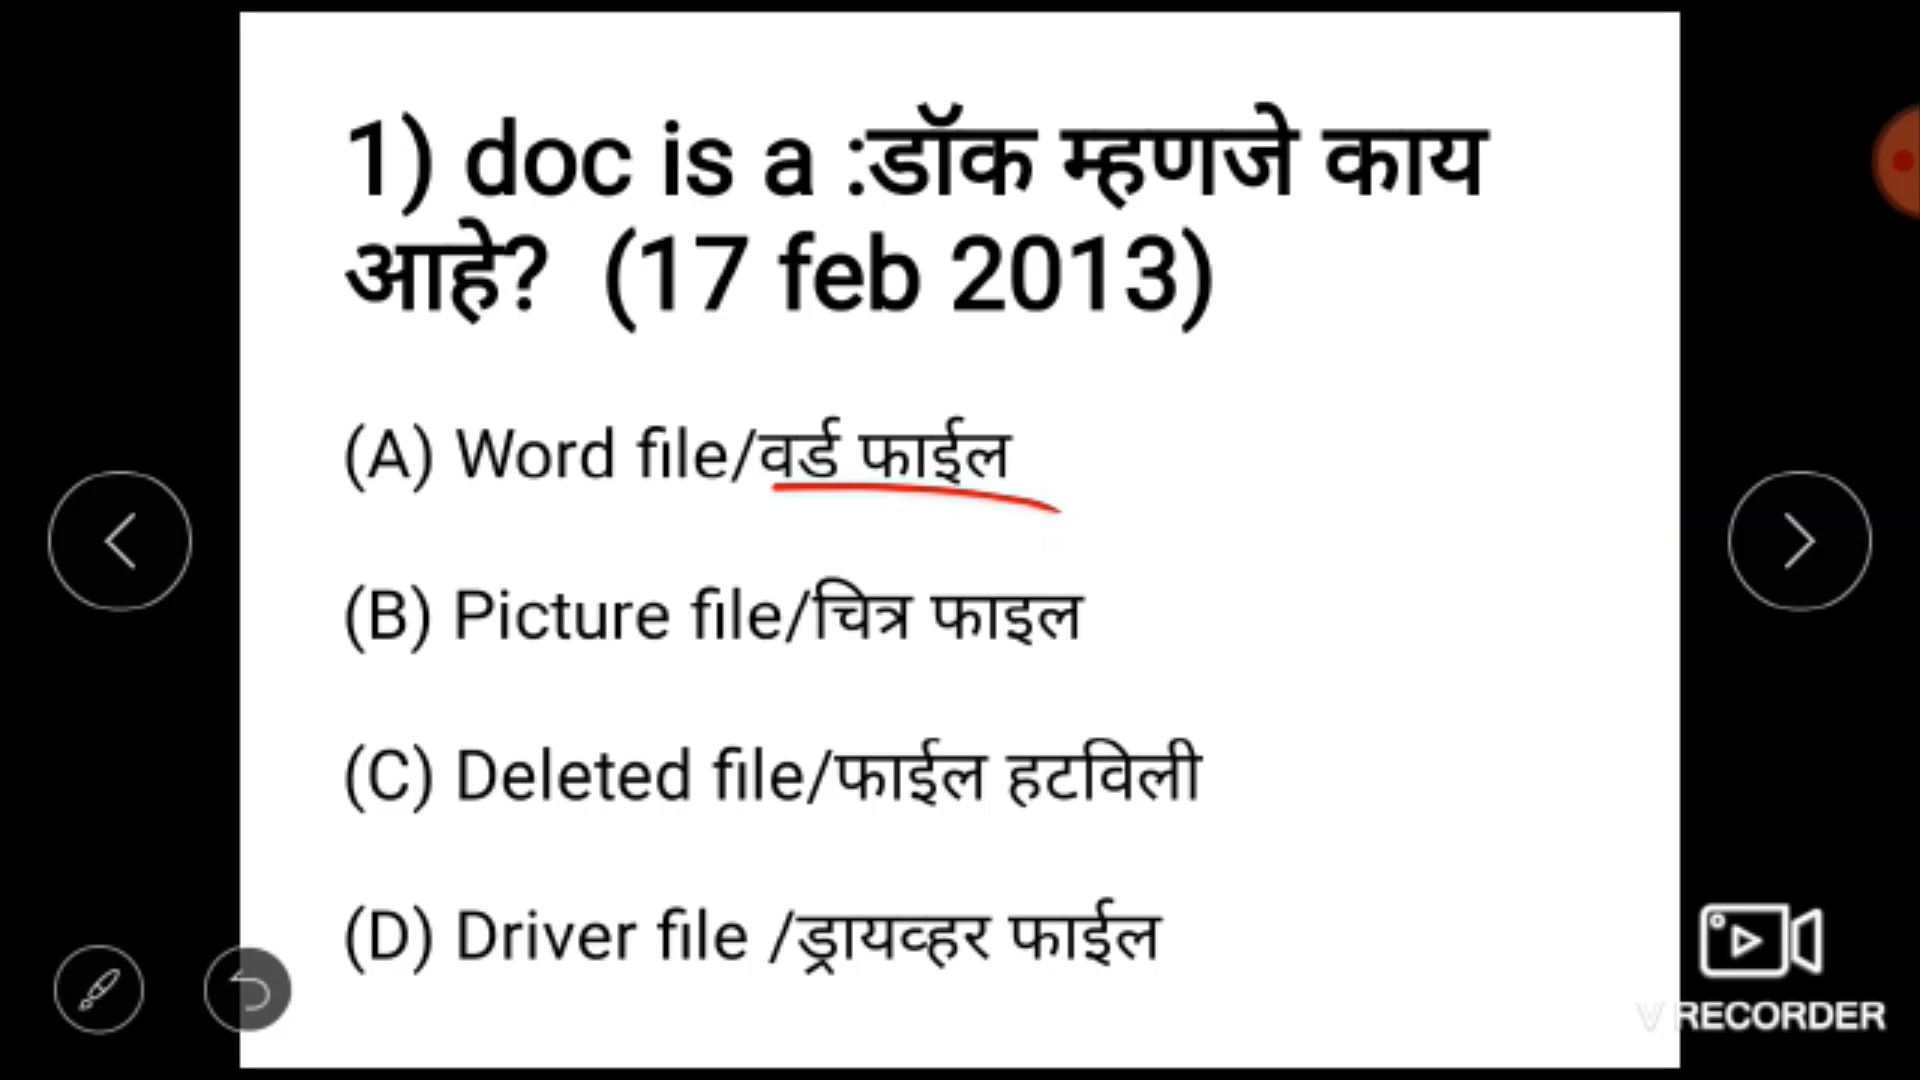 1) doc is a :डॉक म्हणजे काय
आहे? (17 feb 2013)
(A) Word file/वर्ड फाईल
(B) Picture file/चित्र फाइल
(C) Deleted file/फाईल हटविली
(D) Driver file /ड्रायव्हर फाईल
V RECORDER